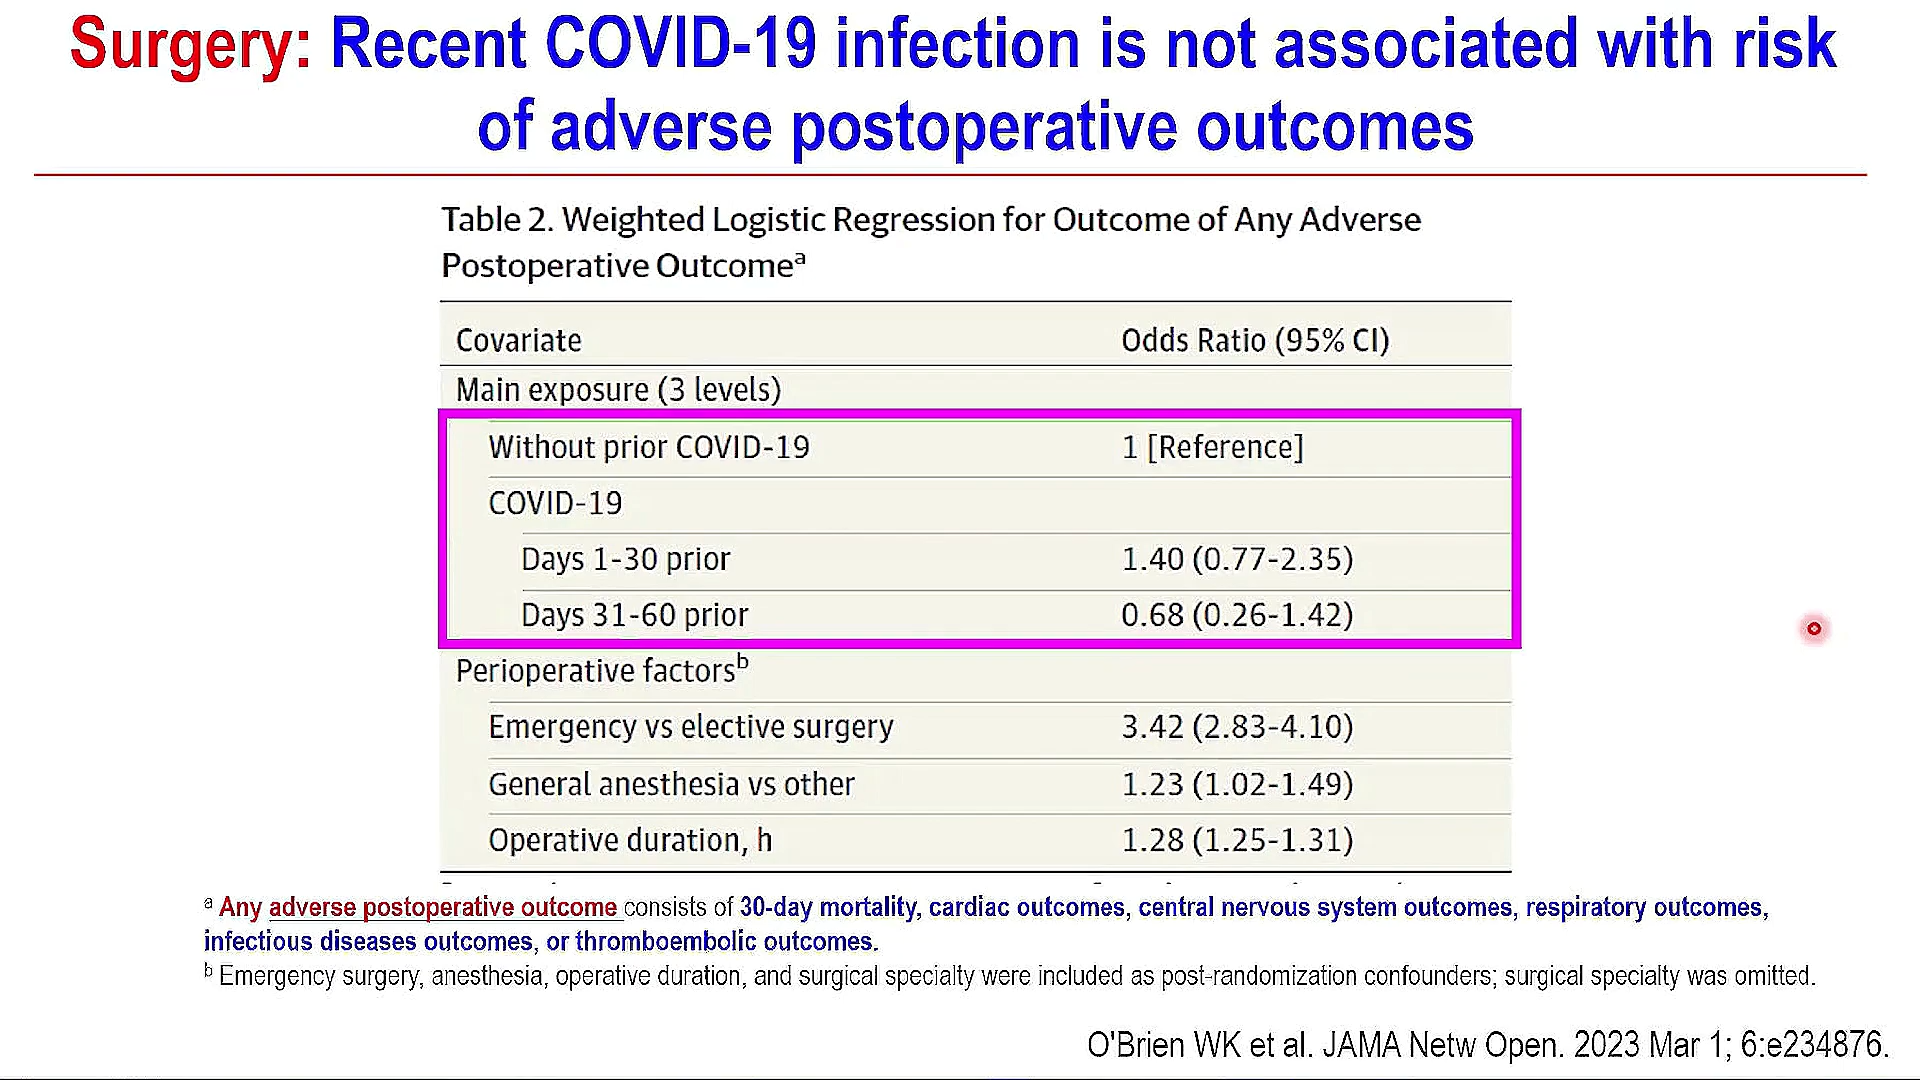 Surgery: Recent COVID-19 infection is not associated with risk
of adverse postoperative outcomes
Table 2. Weighted Logistic Regression for Outcome of Any Adverse
Postoperative Outcomeᵃ
Covariate Odds Ratio (95% CI)
Main exposure (3 levels)
Without prior COVID-19 1 [Reference]
COVID-19
Days 1-30 prior 1.40 (0.77-2.35)
Days 31-60 prior 0.68 (0.26-1.42)
Perioperative factorsᵇ
Emergency vs elective surgery 3.42 (2.83-4.10)
General anesthesia vs other 1.23 (1.02-1.49)
Operative duration, h 1.28 (1.25-1.31)
ᵃ Any adverse postoperative outcome consists of 30-day mortality, cardiac outcomes, central nervous system outcomes, respiratory outcomes,
infectious diseases outcomes, or thromboembolic outcomes.
ᵇ Emergency surgery, anesthesia, operative duration, and surgical specialty were included as post-randomization confounders; surgical specialty was omitted.
O'Brien WK et al. JAMA Netw Open. 2023 Mar 1; 6:e234876.